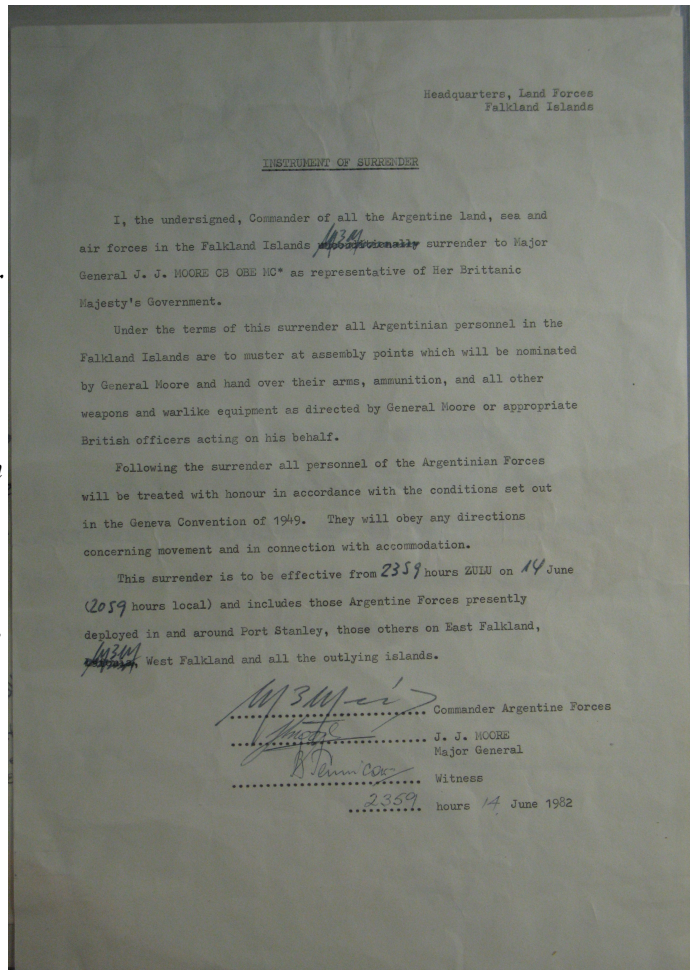 Headquarters, Land Forces
Falkland Islands
INSTRUMENT OF SURRENDER
I, the undersigned, Commander of all the Argentine land, sea and
air forces in the Falkland Islands unconditionally surrender to Major
General J. J. MOORE CB OBE MC* as representative of Her Brittanic
Majesty's Government.
Under the terms of this surrender all Argentinian personnel in the
Falkland Islands are to muster at assembly points which will be nominated
by General Moore and hand over their arms, ammunition, and all other
weapons and warlike equipment as directed by General Moore or appropriate
British officers acting on his behalf.
Following the surrender all personnel of the Argentinian Forces
will be treated with honour in accordance with the conditions set out
in the Geneva Convention of 1949. They will obey any directions
concerning movement and in connection with accommodation.
This surrender is to be effective from 2359 hours ZULU on 14 June
(2059 hours local) and includes those Argentine Forces presently
deployed in and around Port Stanley, those others on East Falkland,
West Falkland and all the outlying islands.
Commander Argentine Forces
J. J. MOORE
Major General
Witness
2359 hours 14 June 1982